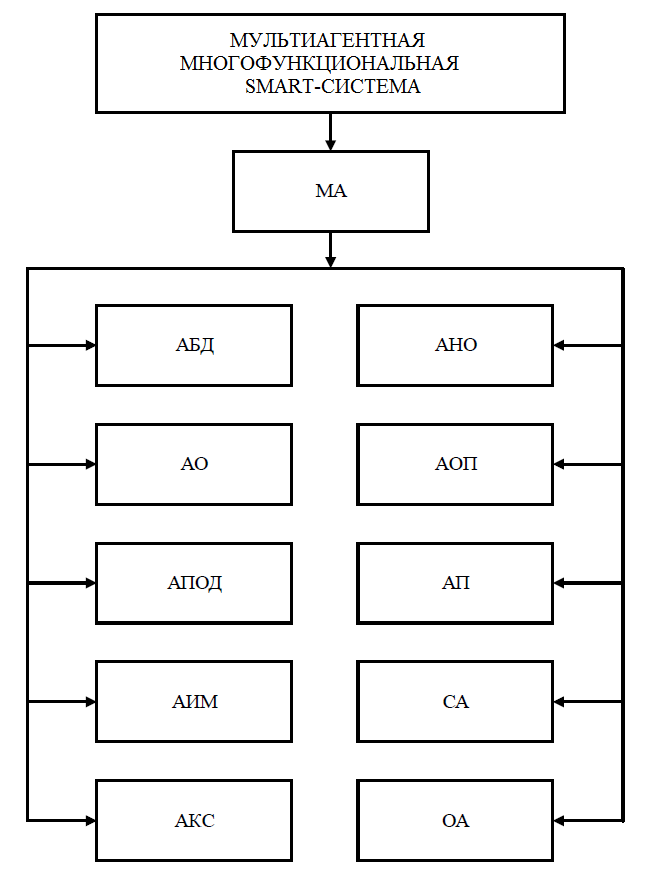 МУЛЬТИАГЕНТНАЯ
МНОГОФУНКЦИОНАЛЬНАЯ
SMART-СИСТЕМА
МА
АБД
АНО
АО
АОП
АПОД
АП
АИМ
СА
АКС
ОА